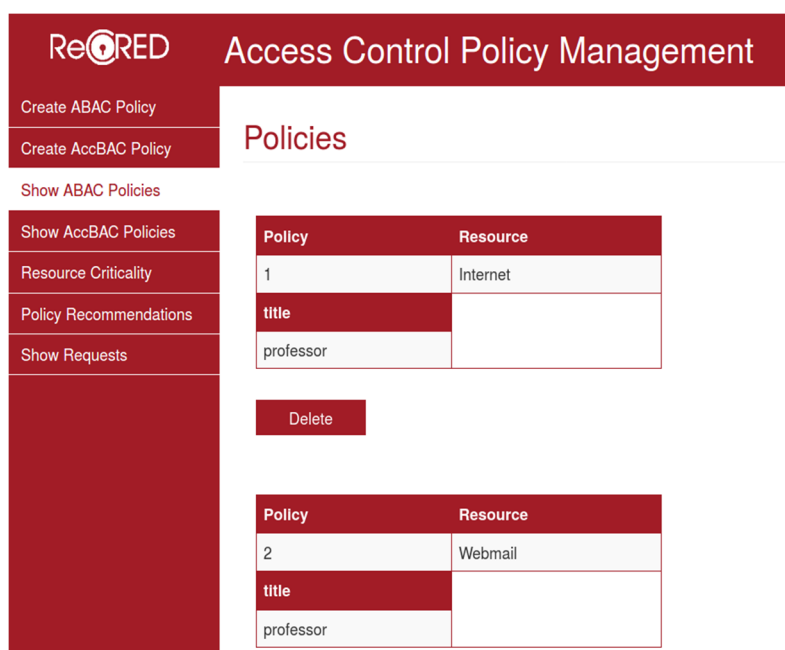 ReCRED
Access Control Policy Management
Create ABAC Policy
Create AccBAC Policy
Show ABAC Policies
Show AccBAC Policies
Resource Criticality
Policy Recommendations
Show Requests
Policies
Policy Resource
1 Internet
title
professor
Delete
Policy Resource
2 Webmail
title
professor